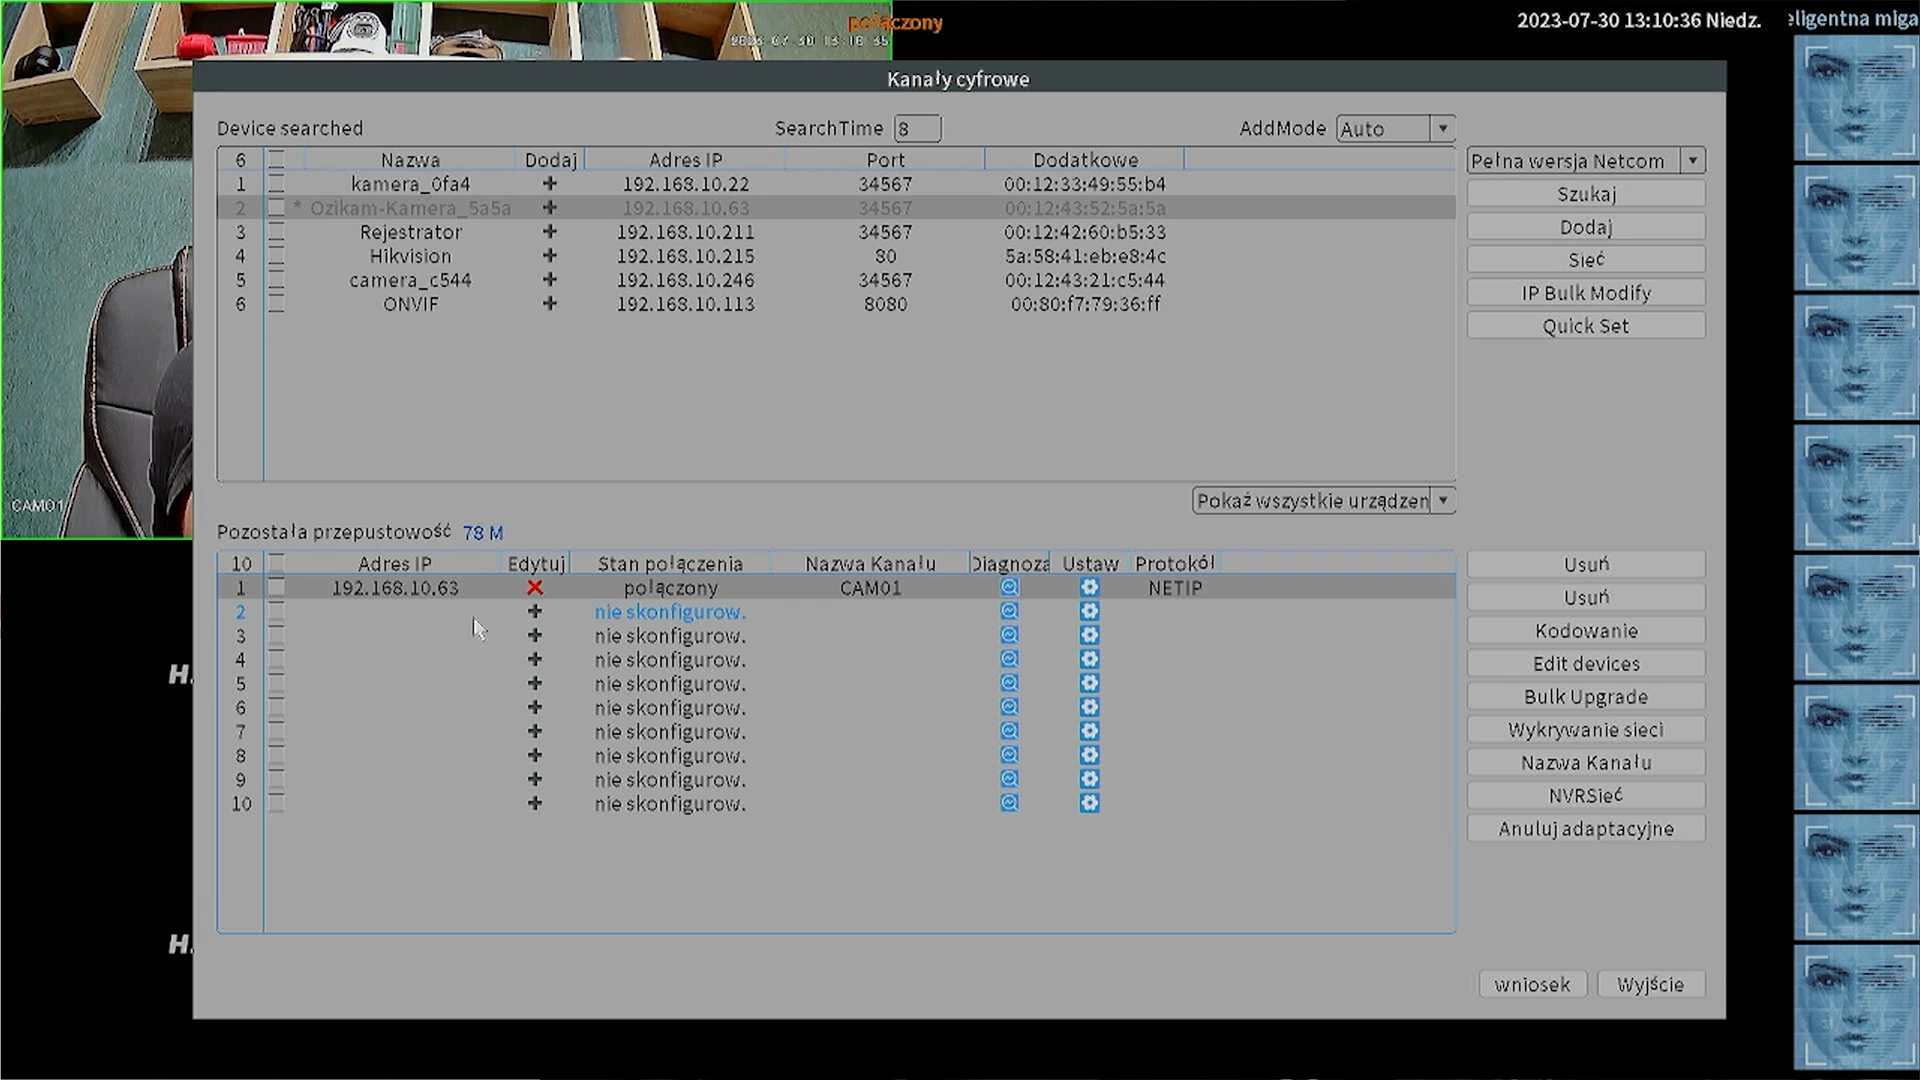 połączony
2023-07-30 13:10:36 Niedz.
eligentna miga
2023-07-30 13:10:35
Kanały cyfrowe
Device searched SearchTime 8 AddMode Auto
6 Nazwa Dodaj Adres IP Port Dodatkowe
1 kamera_0fa4 192.168.10.22 34567 00:12:33:49:55:b4
2 * Ozikam-Kamera_5a5a 192.168.10.63 34567 00:12:43:52:5a:5a
3 Rejestrator 192.168.10.211 34567 00:12:42:60:b5:33
4 Hikvision 192.168.10.215 80 5a:58:41:eb:e8:4c
5 camera_c544 192.168.10.246 34567 00:12:43:21:c5:44
6 ONVIF 192.168.10.113 8080 00:80:f7:79:36:ff
Pełna wersja Netcom
Szukaj
Dodaj
Sieć
IP Bulk Modify
Quick Set
CAM01
Pokaż wszystkie urządzen
Pozostała przepustowość 78 M
10 Adres IP Edytuj Stan połączenia Nazwa Kanału Diagnoza Ustaw Protokół
1 192.168.10.63 połączony CAM01 NETIP
2 nie skonfigurow.
3 nie skonfigurow.
4 nie skonfigurow.
5 nie skonfigurow.
6 nie skonfigurow.
7 nie skonfigurow.
8 nie skonfigurow.
9 nie skonfigurow.
10 nie skonfigurow.
Usuń
Usuń
Kodowanie
Edit devices
Bulk Upgrade
Wykrywanie sieci
Nazwa Kanału
NVRSieć
Anuluj adaptacyjne
H.
H.
wniosek Wyjście